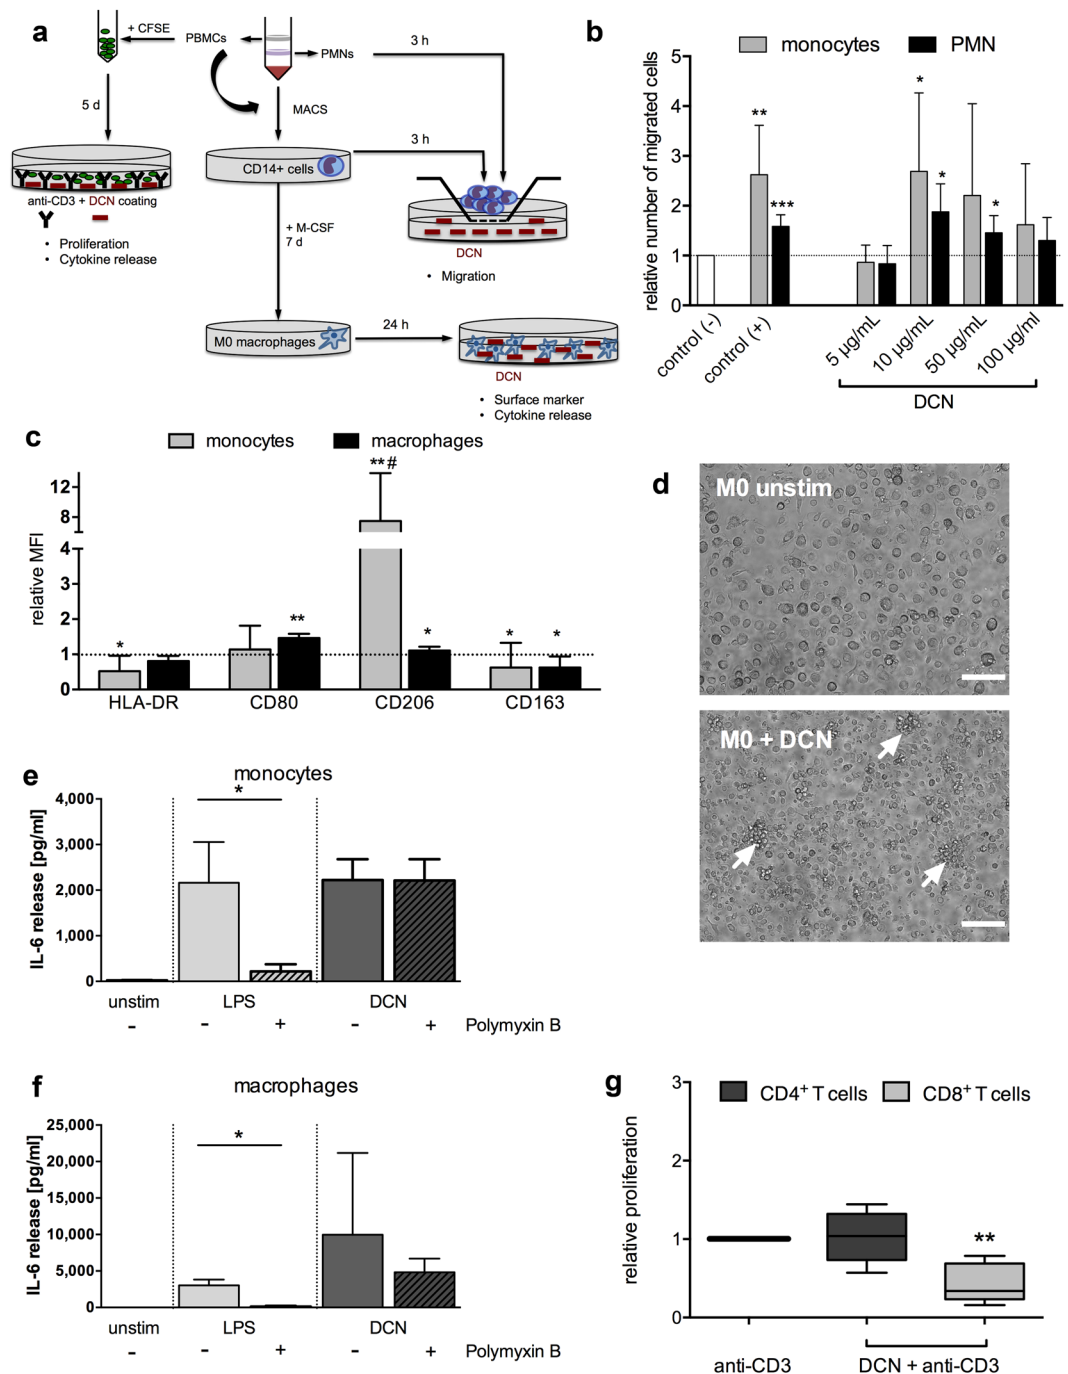 a
+ CFSE
PBMCs
PMNs
3 h
5 d
MACS
3 h
CD14+ cells
anti-CD3 + DCN coating
• Proliferation
• Cytokine release
+ M-CSF
7 d
DCN
• Migration
M0 macrophages
24 h
DCN
• Surface marker
• Cytokine release
b
monocytes
PMN
relative number of migrated cells
5
4
3
2
1
0
**
***
*
*
*
control (-)
control (+)
5 µg/mL
10 µg/mL
50 µg/mL
100 µg/ml
DCN
c
monocytes
macrophages
relative MFI
12
8
4
3
2
1
0
*
**
**#
*
*
*
HLA-DR
CD80
CD206
CD163
d
M0 unstim
M0 + DCN
e
monocytes
IL-6 release [pg/ml]
4,000
3,000
2,000
1,000
0
*
unstim
LPS
DCN
- - + - + Polymyxin B
f
macrophages
IL-6 release [pg/ml]
25,000
20,000
15,000
10,000
5,000
0
*
unstim
LPS
DCN
- - + - + Polymyxin B
g
CD4+ T cells
CD8+ T cells
relative proliferation
3
2
1
0
**
anti-CD3
DCN + anti-CD3